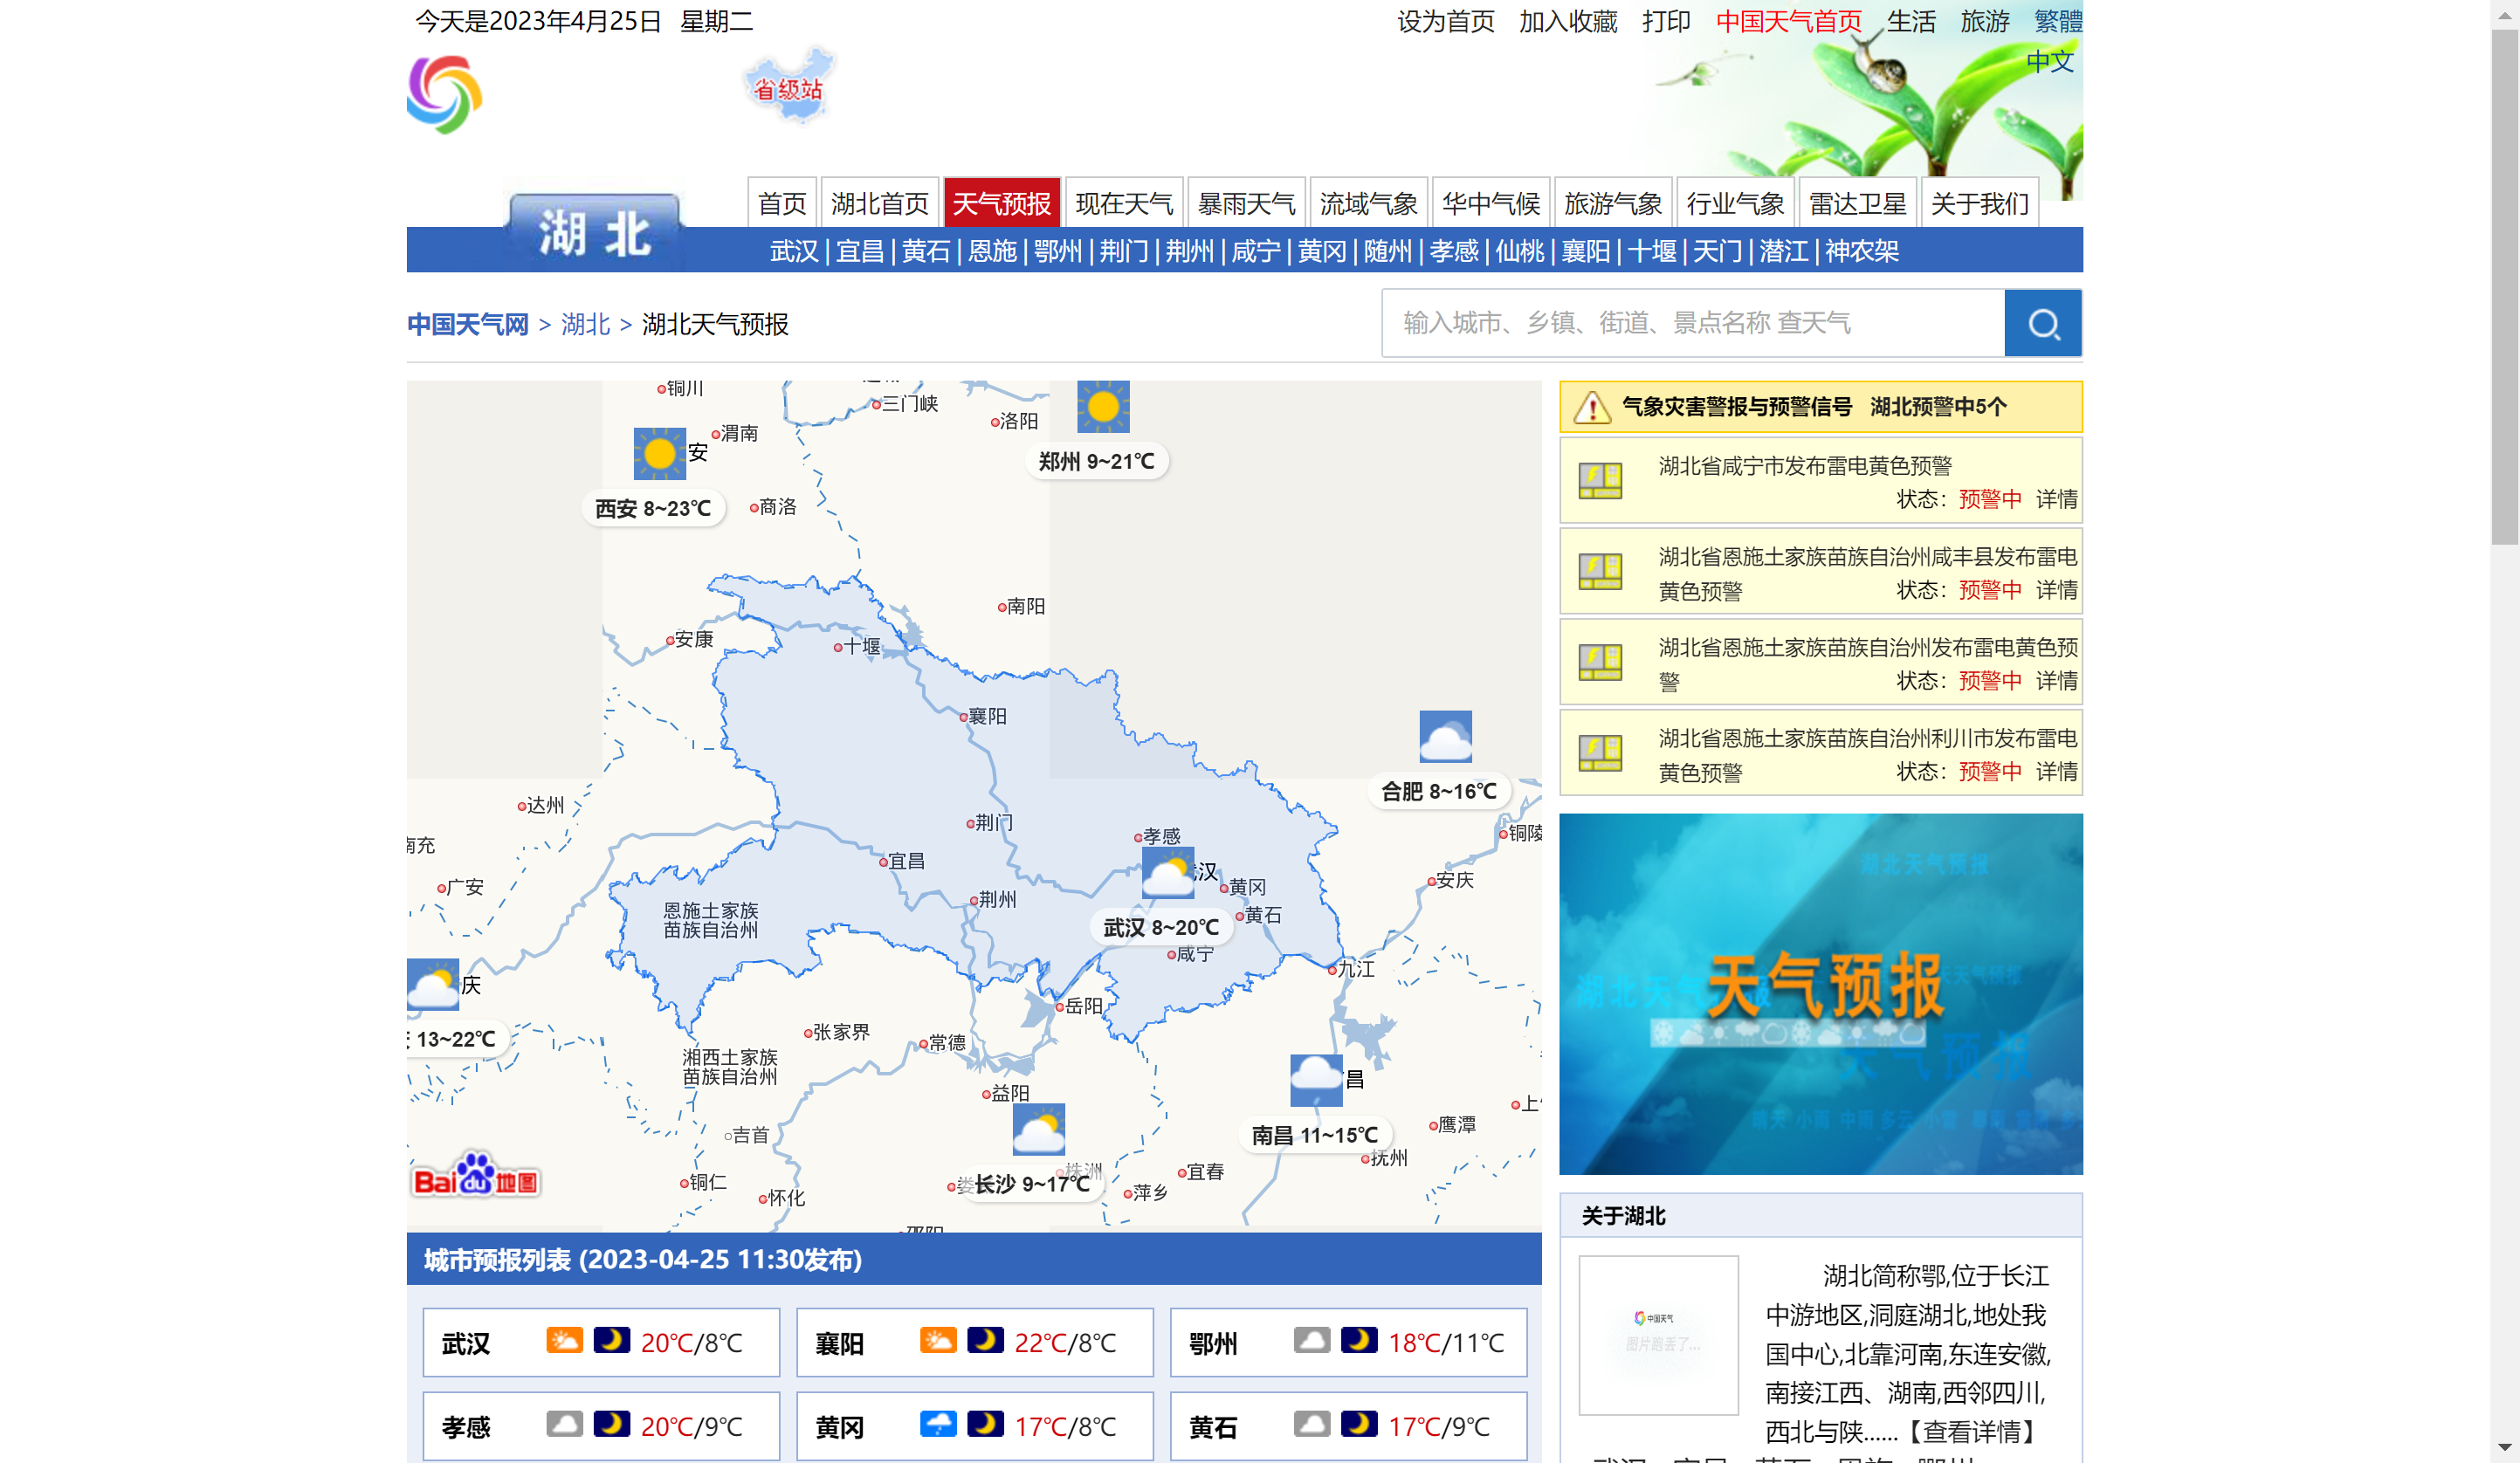 今天是2023年4月25日 星期二
设为首页 加入收藏 打印 中国天气首页 生活 旅游 繁體
中文
省级站
湖北
首页 湖北首页 天气预报 现在天气 暴雨天气 流域气象 华中气候 旅游气象 行业气象 雷达卫星 关于我们
武汉 | 宜昌 | 黄石 | 恩施 | 鄂州 | 荆门 | 荆州 | 咸宁 | 黄冈 | 随州 | 孝感 | 仙桃 | 襄阳 | 十堰 | 天门 | 潜江 | 神农架
中国天气网 > 湖北 > 湖北天气预报
输入城市、乡镇、街道、景点名称 查天气
铜川
三门峡
洛阳
渭南
安
郑州 9~21℃
西安 8~23℃
商洛
南阳
安康
十堰
襄阳
合肥 8~16℃
达州
荆门
孝感
铜陵
南充
宜昌
汉
广安
黄冈
安庆
荆州
恩施土家族
苗族自治州
黄石
武汉 8~20℃
咸宁
九江
庆
岳阳
13~22℃
张家界
常德
湘西土家族
苗族自治州
昌
益阳
上
鹰潭
吉首
南昌 11~15℃
抚州
株洲
宜春
铜仁
娄
长沙 9~17℃
萍乡
怀化
邵阳
Bai du 地图
气象灾害警报与预警信号 湖北预警中5个
湖北省咸宁市发布雷电黄色预警
状态：预警中 详情
湖北省恩施土家族苗族自治州咸丰县发布雷电
黄色预警 状态：预警中 详情
湖北省恩施土家族苗族自治州发布雷电黄色预
警 状态：预警中 详情
湖北省恩施土家族苗族自治州利川市发布雷电
黄色预警 状态：预警中 详情
湖北天气预报
天气预报
天气预报
关于湖北
中国天气
图片跑丢了...
湖北简称鄂,位于长江
中游地区,洞庭湖北,地处我
国中心,北靠河南,东连安徽,
南接江西、湖南,西邻四川,
西北与陕......【查看详情】
城市预报列表 (2023-04-25 11:30发布)
武汉 20℃/8℃
襄阳 22℃/8℃
鄂州 18℃/11℃
孝感 20℃/9℃
黄冈 17℃/8℃
黄石 17℃/9℃